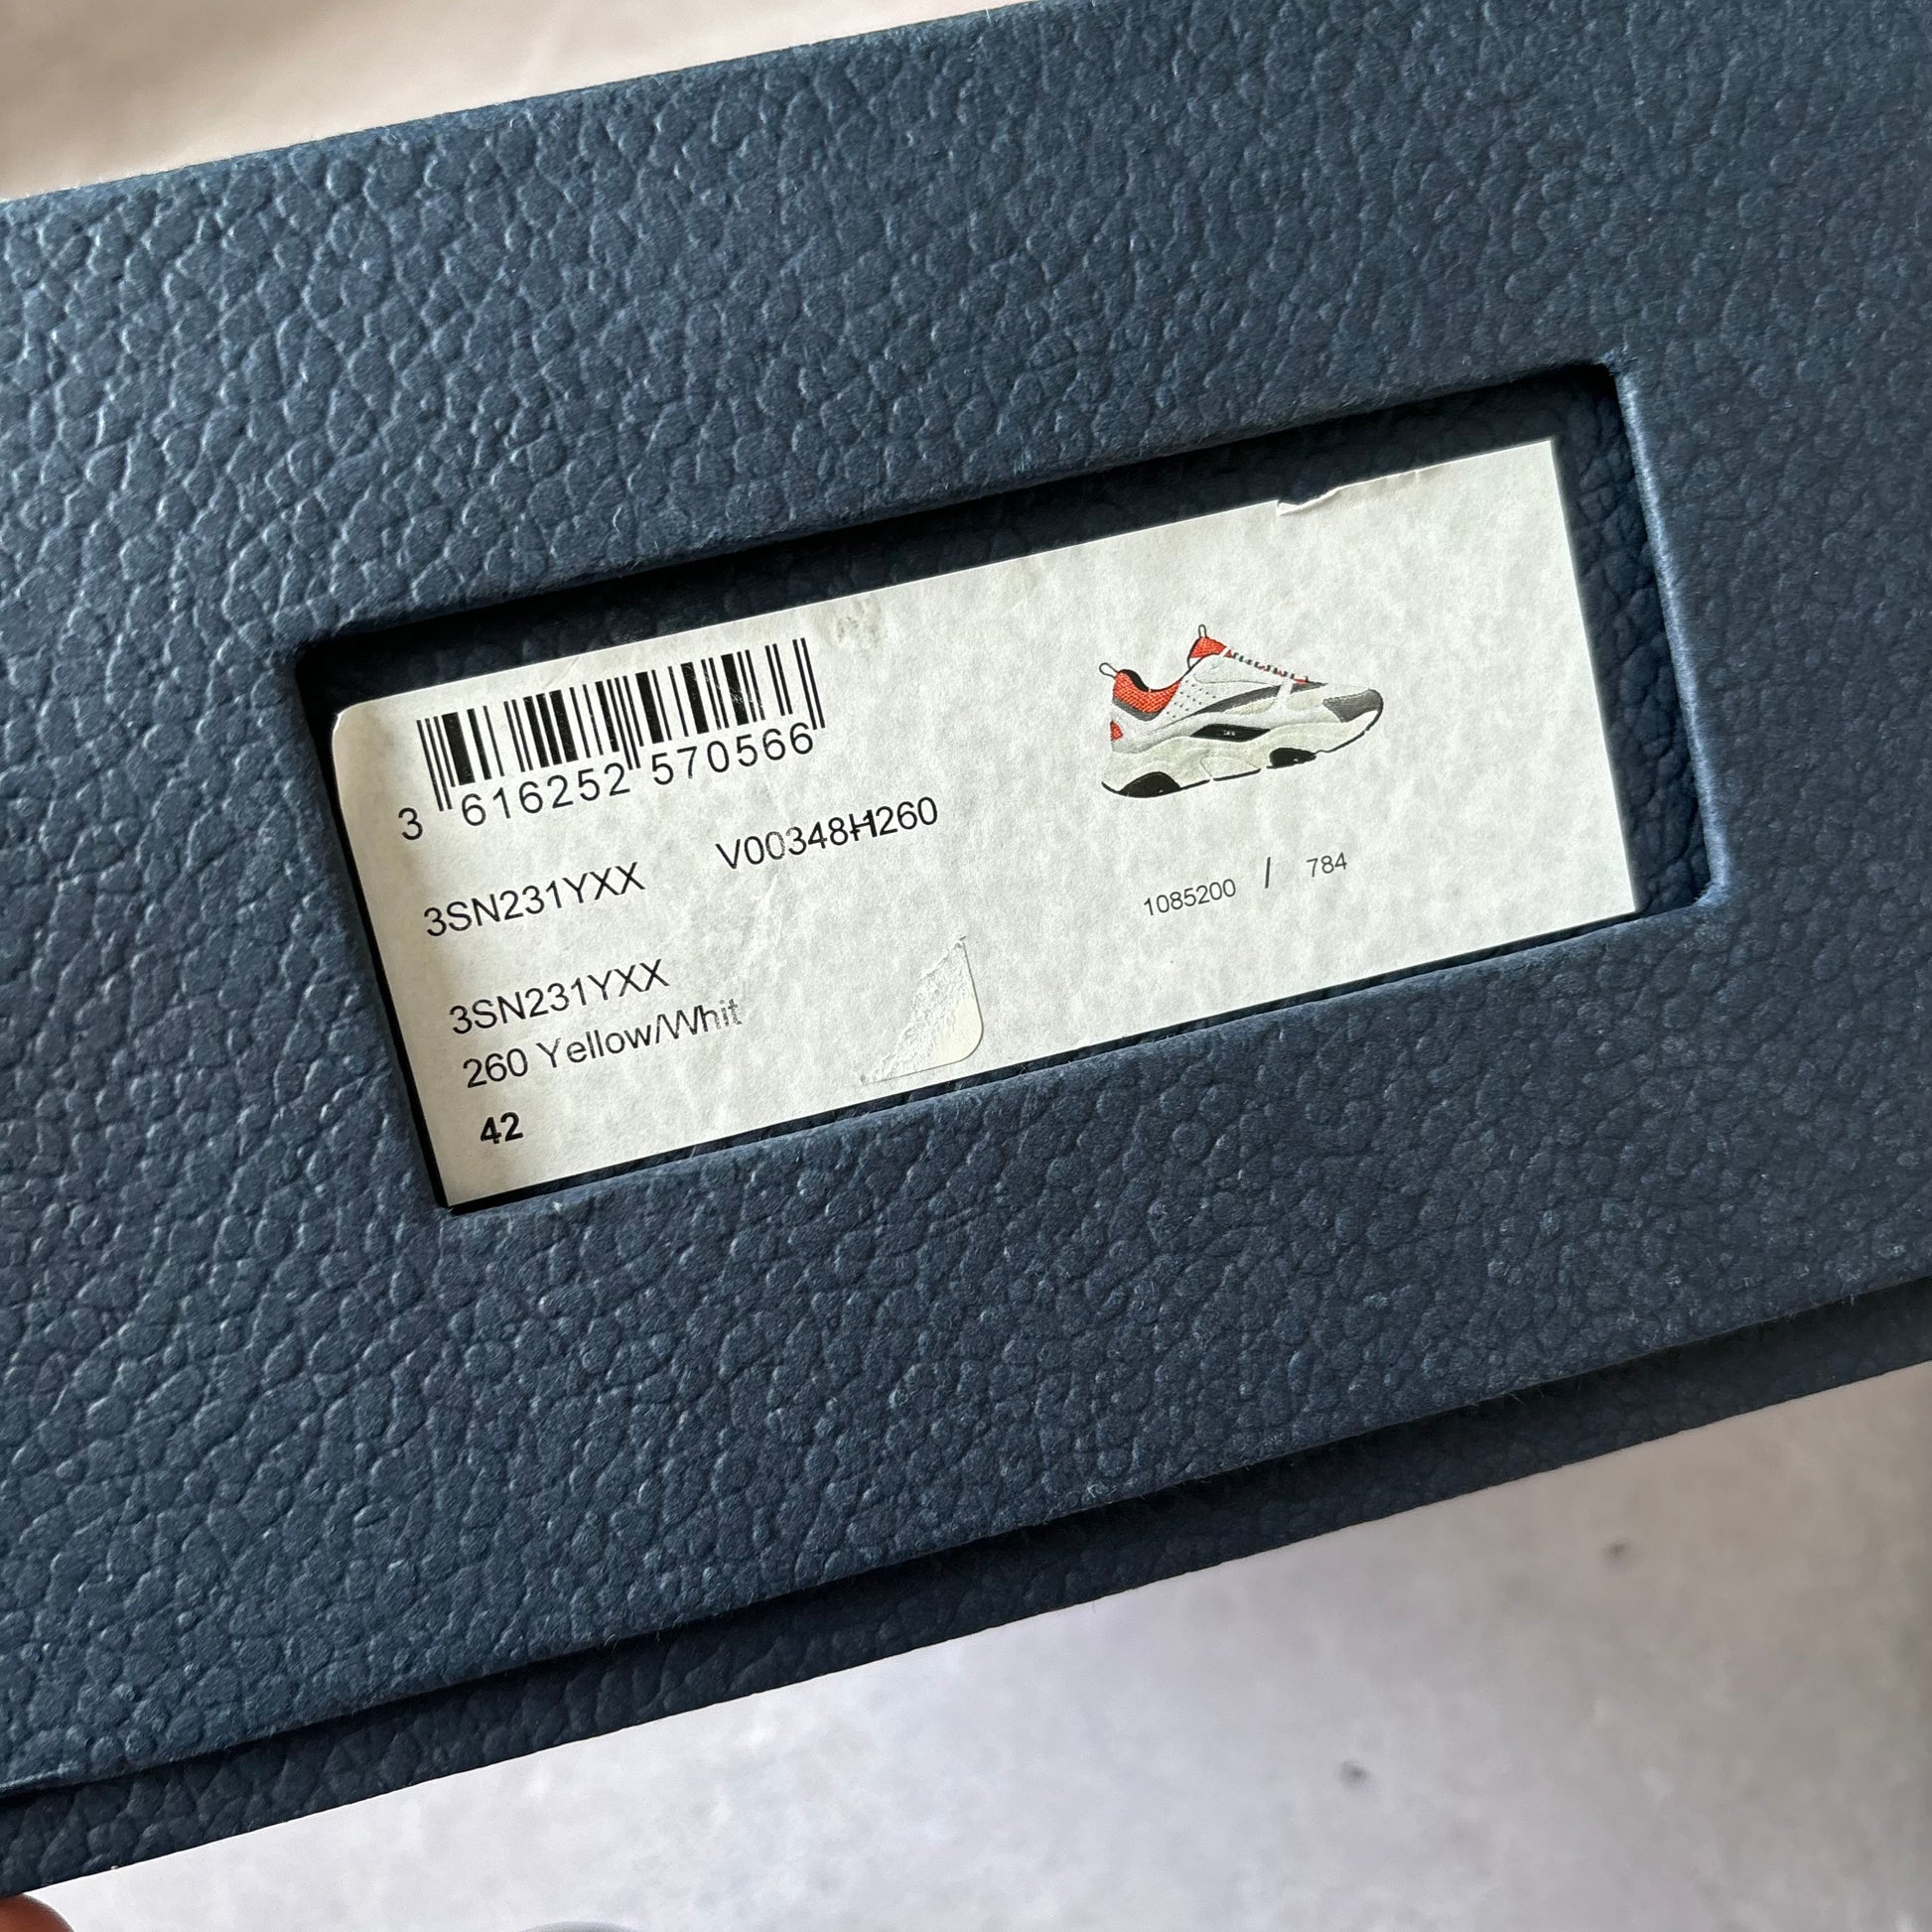 3 616252 570566
3SN231YXX V00348H260
3SN231YXX
260 Yellow/Whit
42
1085200 / 784